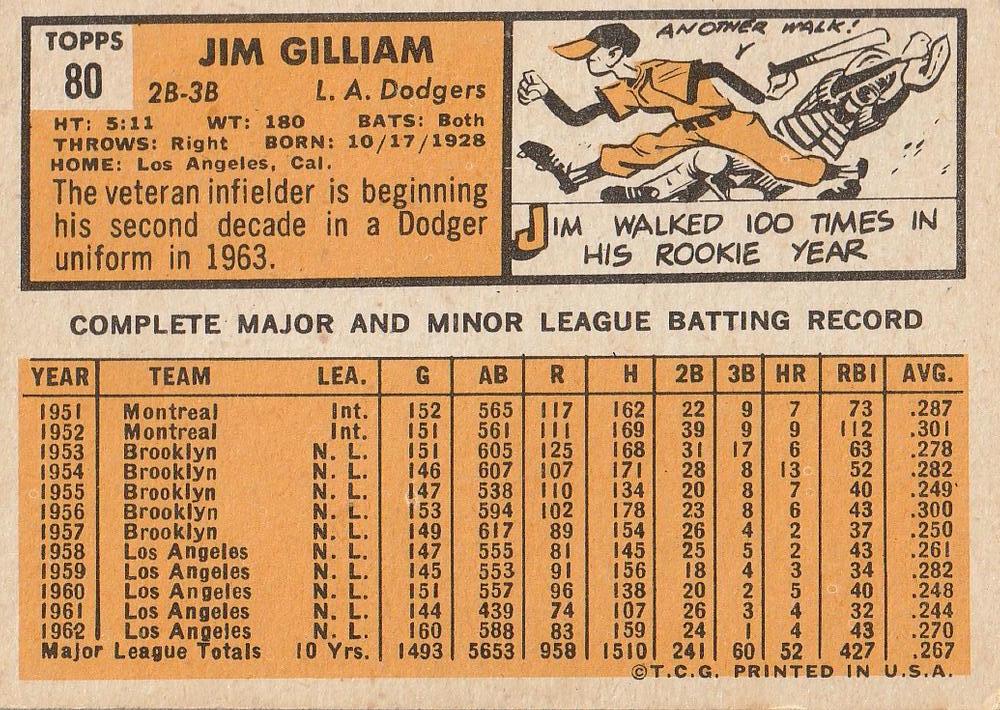 TOPPS
80
JIM GILLIAM
2B-3B L. A. Dodgers
HT: 5:11 WT: 180 BATS: Both
THROWS: Right BORN: 10/17/1928
HOME: Los Angeles, Cal.
The veteran infielder is beginning
his second decade in a Dodger
uniform in 1963.
ANOTHER WALK!
JIM WALKED 100 TIMES IN
HIS ROOKIE YEAR
COMPLETE MAJOR AND MINOR LEAGUE BATTING RECORD
YEAR TEAM LEA. G AB R H 2B 3B HR RBI AVG.
1951 Montreal Int. 152 565 117 162 22 9 7 73 .287
1952 Montreal Int. 151 561 111 169 39 9 9 112 .301
1953 Brooklyn N. L. 151 605 125 168 31 17 6 63 .278
1954 Brooklyn N. L. 146 607 107 171 28 8 13 52 .282
1955 Brooklyn N. L. 147 538 110 134 20 8 7 40 .249
1956 Brooklyn N. L. 153 594 102 178 23 8 6 43 .300
1957 Brooklyn N. L. 149 617 89 154 26 4 2 37 .250
1958 Los Angeles N. L. 147 555 81 145 25 5 2 43 .261
1959 Los Angeles N. L. 145 553 91 156 18 4 3 34 .282
1960 Los Angeles N. L. 151 557 96 138 20 2 5 40 .248
1961 Los Angeles N. L. 144 439 74 107 26 3 4 32 .244
1962 Los Angeles N. L. 160 588 83 159 24 1 4 43 .270
Major League Totals 10 Yrs. 1493 5653 958 1510 241 60 52 427 .267
©T.C.G. PRINTED IN U.S.A.